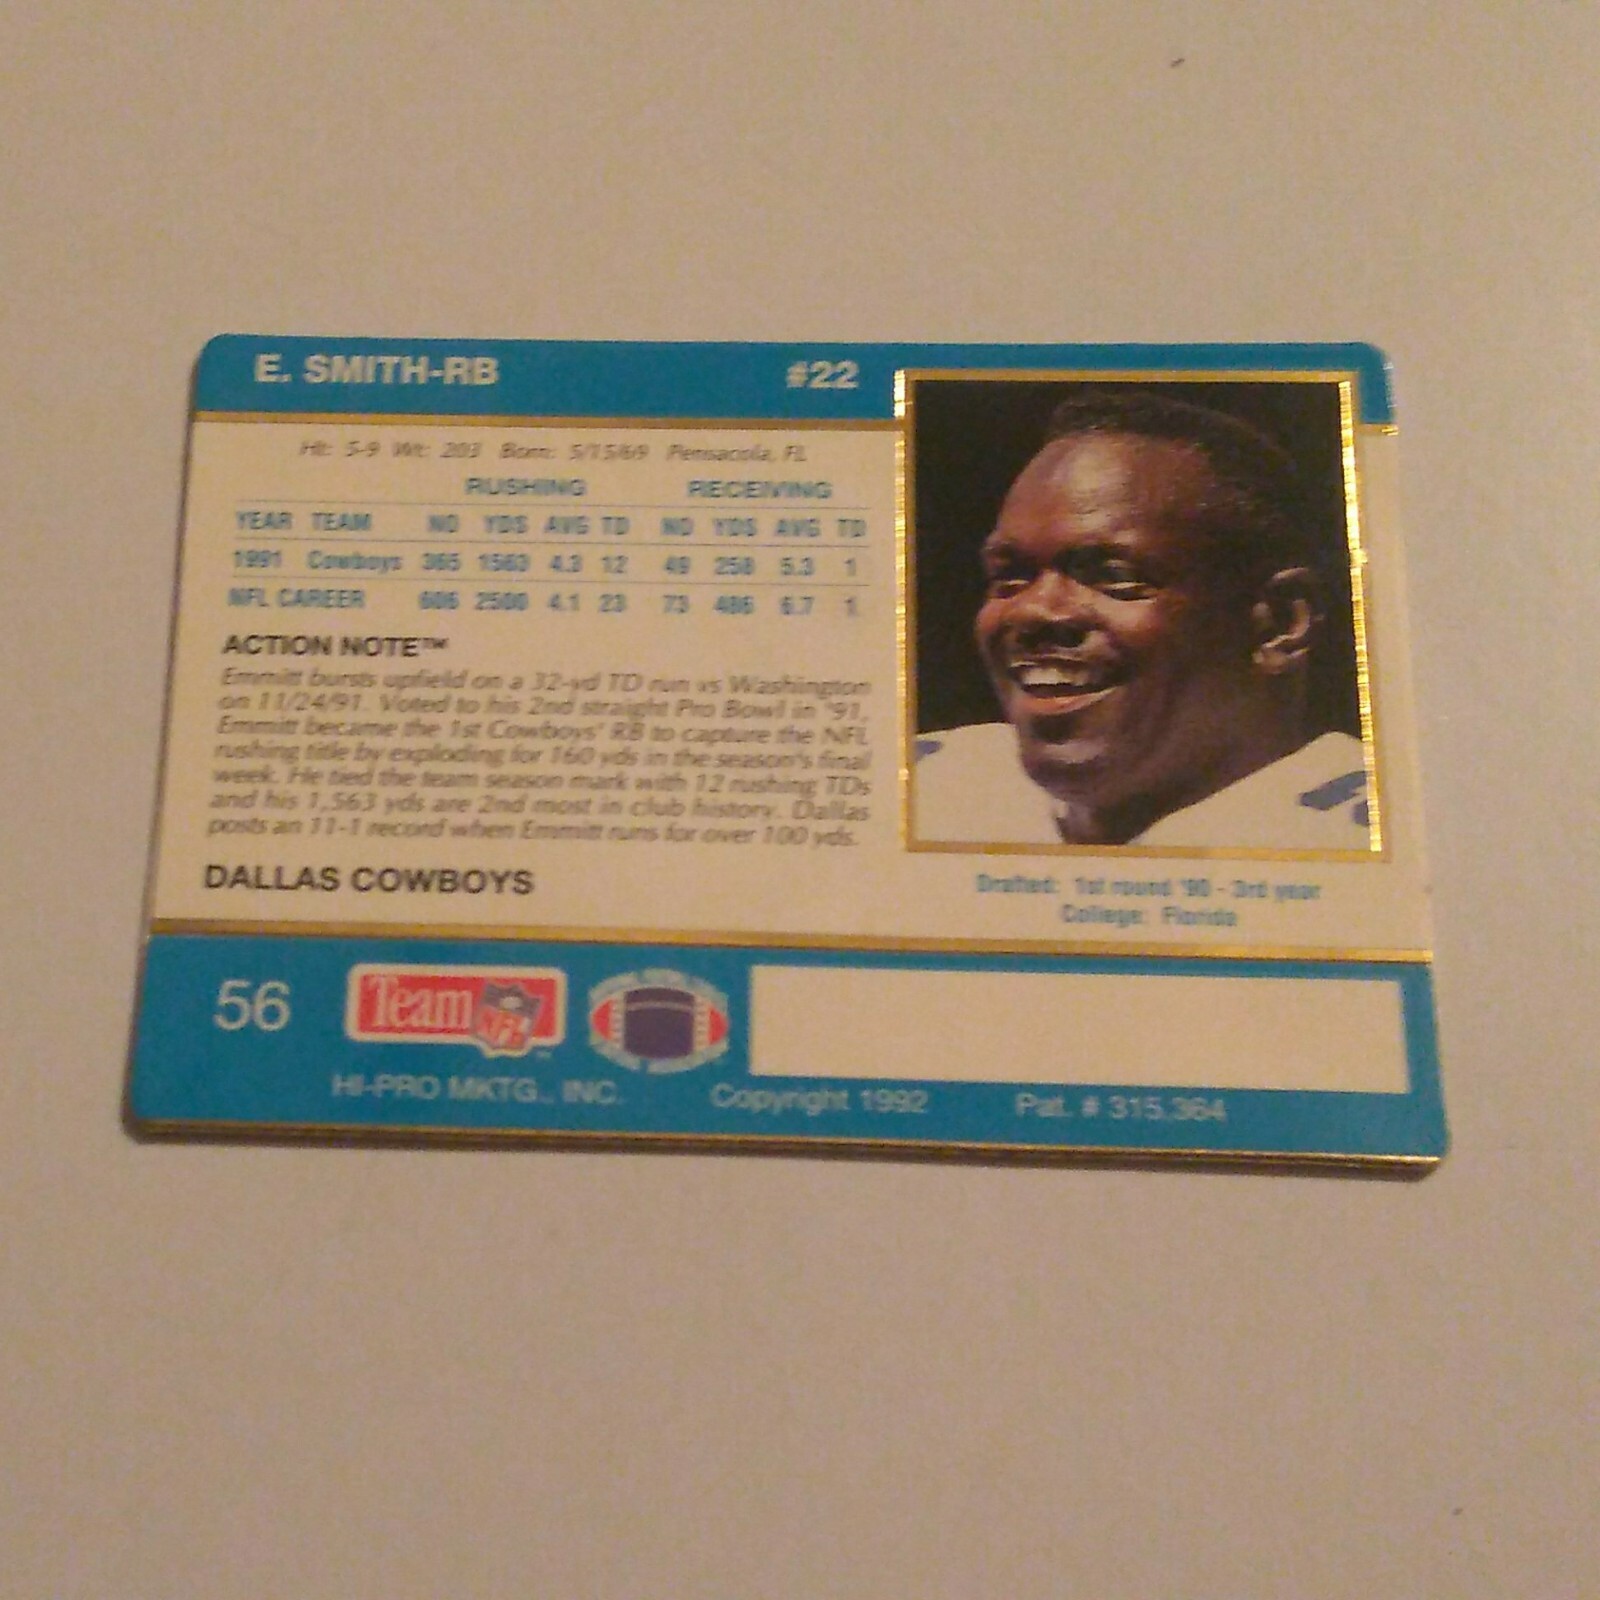 E. SMITH-RB #22
Ht: 5-9 Wt: 203 Born: 5/15/69 Pensacola, FL
RUSHING RECEIVING
YEAR TEAM NO YDS AVG TD NO YDS AVG TD
1991 Cowboys 365 1563 4.3 12 49 258 5.3 1
NFL CAREER 606 2500 4.1 23 73 486 6.7 1
ACTION NOTE™
Emmitt bursts upfield on a 32-yd TD run vs Washington
on 11/24/91. Voted to his 2nd straight Pro Bowl in '91,
Emmitt became the 1st Cowboys' RB to capture the NFL
rushing title by exploding for 160 yds in the season's final
week. He tied the team season mark with 12 rushing TDs
and his 1,563 yds are 2nd most in club history. Dallas
posts an 11-1 record when Emmitt runs for over 100 yds.
DALLAS COWBOYS
Drafted: 1st round '90 - 3rd year
College: Florida
56 Team NFL
HI-PRO MKTG., INC. Copyright 1992 Pat. # 315,364